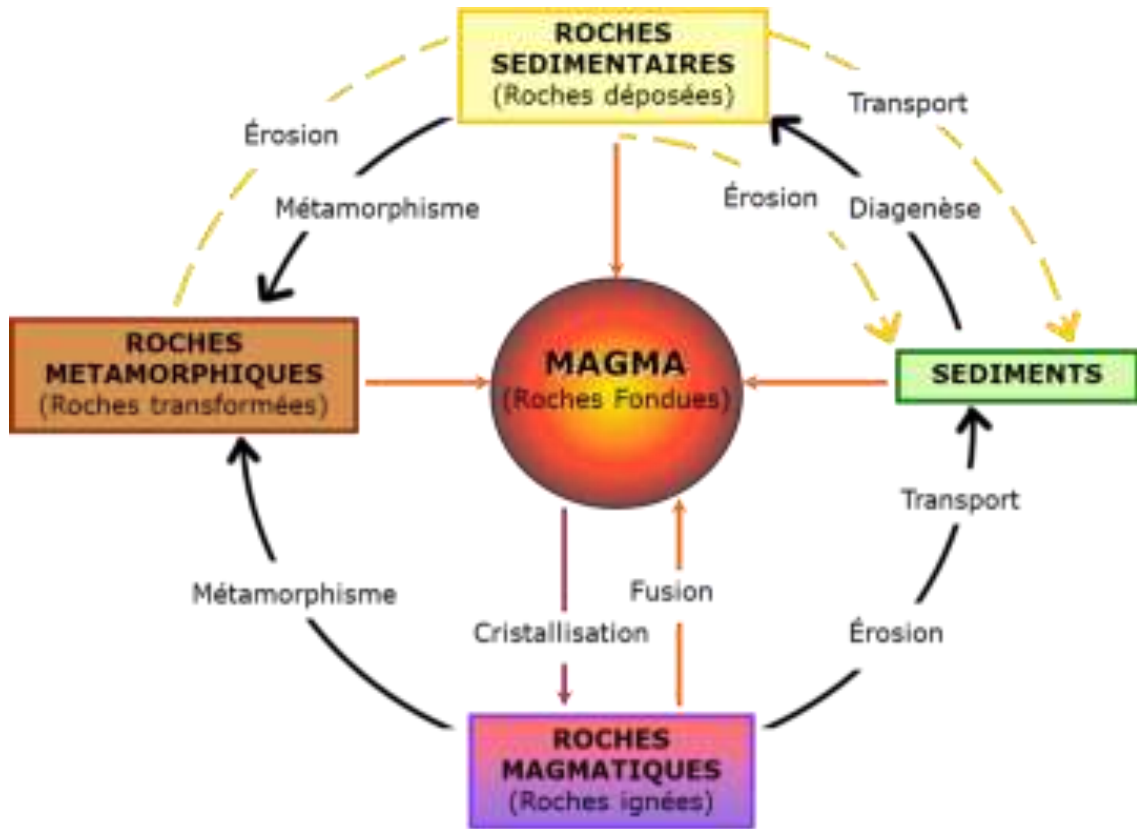 ROCHES
SEDIMENTAIRES
(Roches déposées)
Transport
Érosion
Métamorphisme
Érosion
Diagenèse
ROCHES
METAMORPHIQUES
(Roches transformées)
MAGMA
(Roches Fondues)
SEDIMENTS
Transport
Métamorphisme
Fusion
Cristallisation
Érosion
ROCHES
MAGMATIQUES
(Roches ignées)